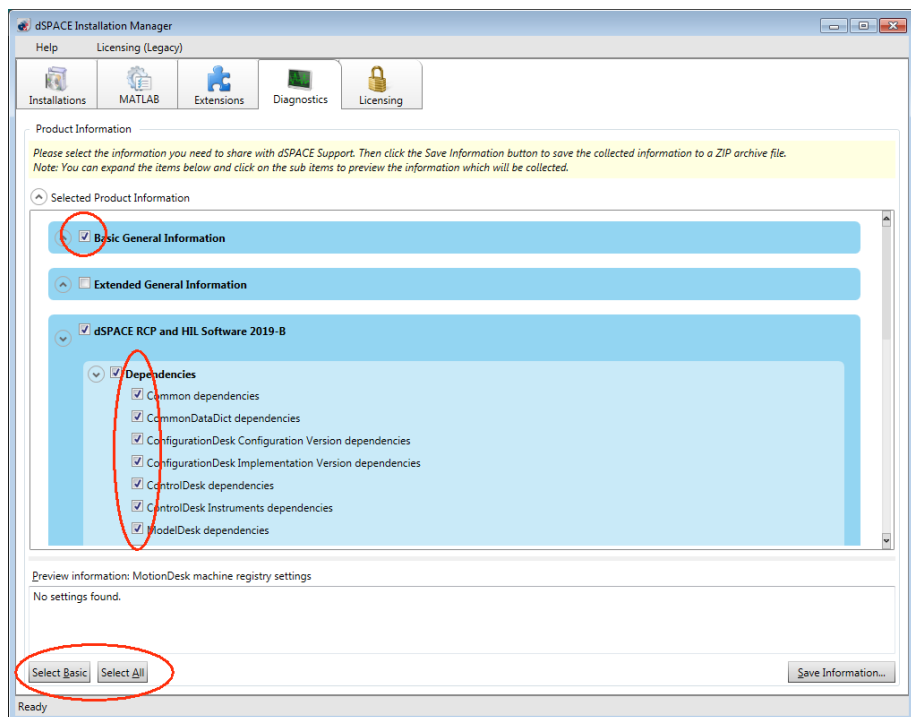 dSPACE Installation Manager
Help Licensing (Legacy)
Installations MATLAB Extensions Diagnostics Licensing
Product Information
Please select the information you need to share with dSPACE Support. Then click the Save Information button to save the collected information to a ZIP archive file.
Note: You can expand the items below and click on the sub items to preview the information which will be collected.
Selected Product Information
Basic General Information
Extended General Information
dSPACE RCP and HIL Software 2019-B
Dependencies
Common dependencies
CommonDataDict dependencies
ConfigurationDesk Configuration Version dependencies
ConfigurationDesk Implementation Version dependencies
ControlDesk dependencies
ControlDesk Instruments dependencies
ModelDesk dependencies
Preview information: MotionDesk machine registry settings
No settings found.
Select Basic Select All Save Information...
Ready